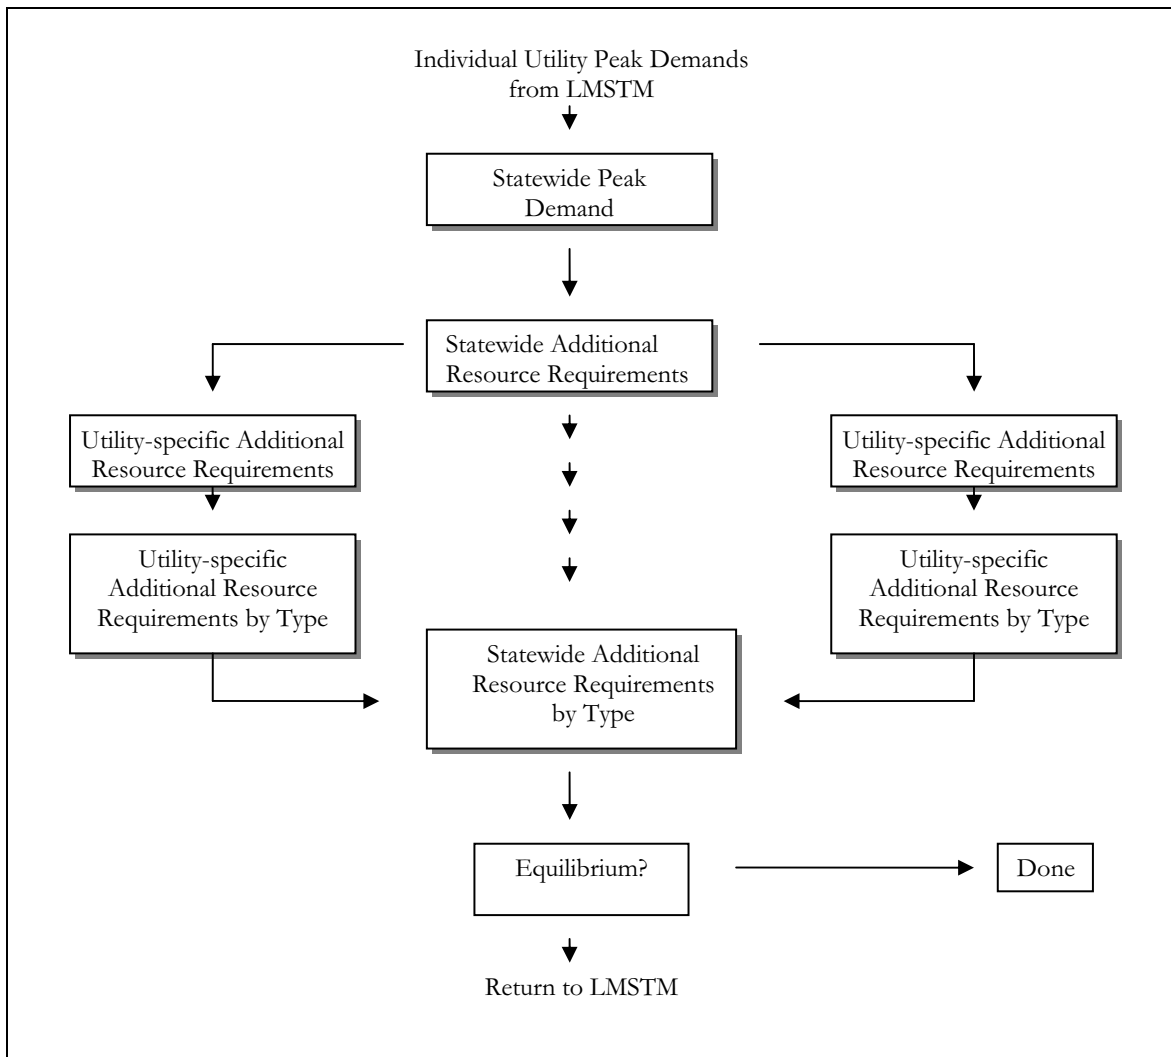 Individual Utility Peak Demands
from LMSTM
Statewide Peak
Demand
Statewide Additional
Resource Requirements
Utility-specific Additional
Resource Requirements
Utility-specific Additional
Resource Requirements
Utility-specific
Additional Resource
Requirements by Type
Utility-specific
Additional Resource
Requirements by Type
Statewide Additional
Resource Requirements
by Type
Equilibrium?
Done
Return to LMSTM